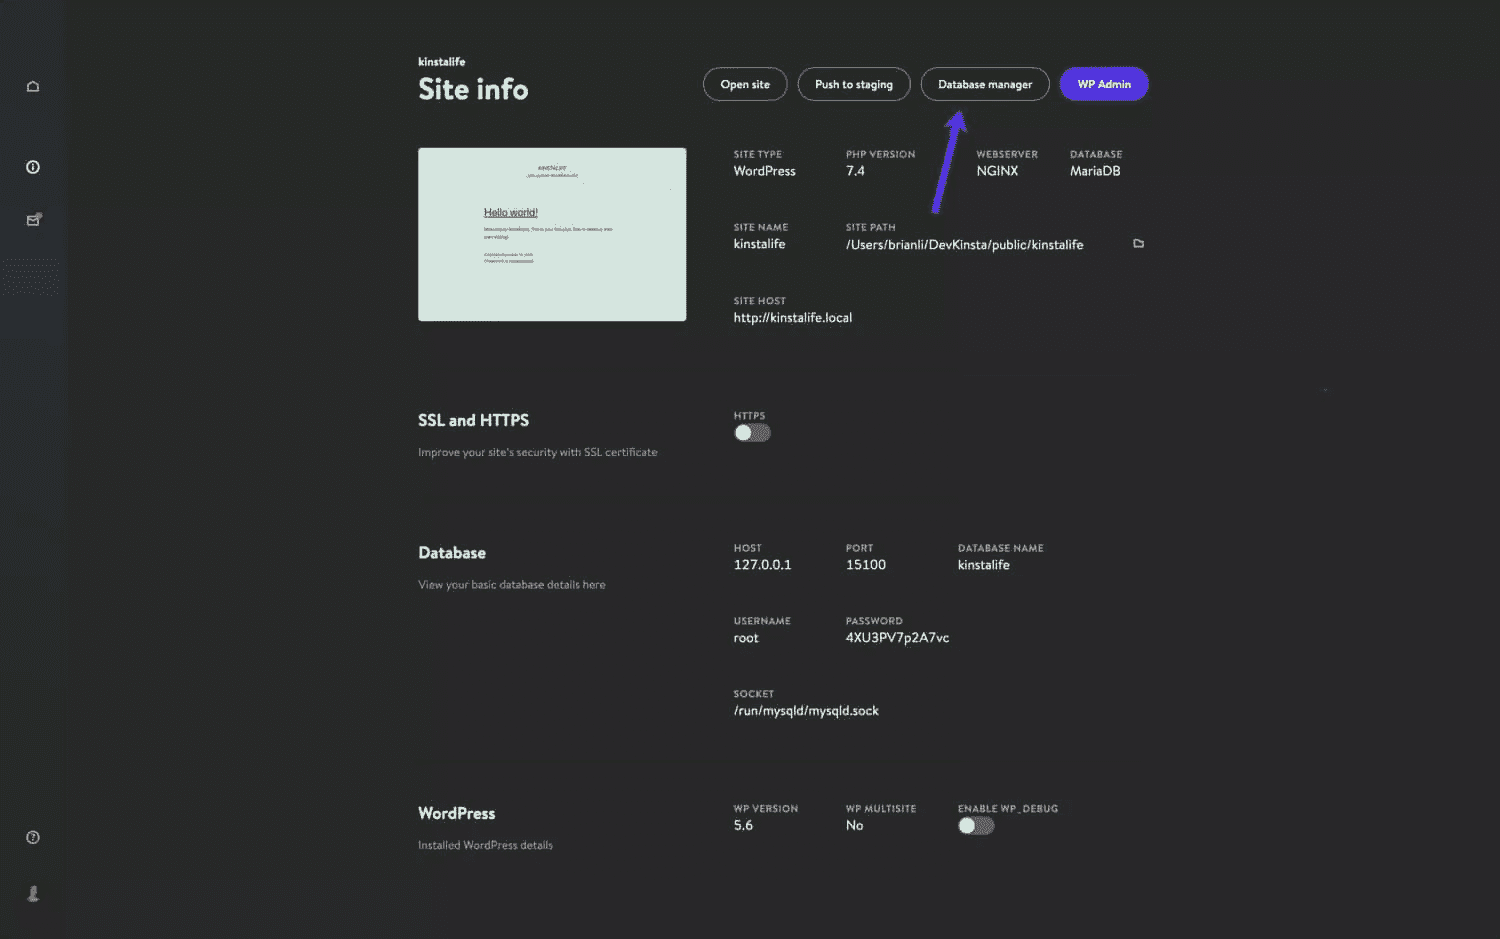 kinstalife
Site info
Open site
Push to staging
Database manager
WP Admin
SITE TYPE
WordPress
PHP VERSION
7.4
WEBSERVER
NGINX
DATABASE
MariaDB
Hello world!
SITE NAME
kinstalife
SITE PATH
/Users/brianli/DevKinsta/public/kinstalife
SITE HOST
http://kinstalife.local
SSL and HTTPS
Improve your site's security with SSL certificate
HTTPS
Database
View your basic database details here
HOST
127.0.0.1
PORT
15100
DATABASE NAME
kinstalife
USERNAME
root
PASSWORD
4XU3PV7p2A7vc
SOCKET
/run/mysqld/mysqld.sock
WordPress
Installed WordPress details
WP VERSION
5.6
WP MULTISITE
No
ENABLE WP_DEBUG